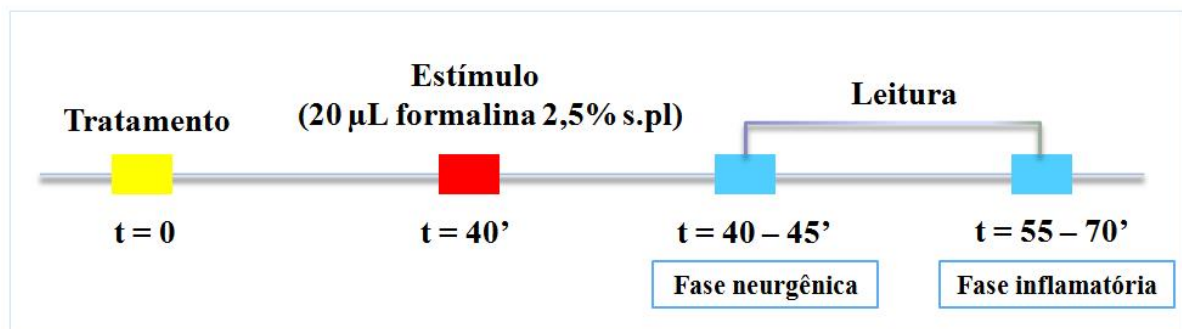 Tratamento
Estímulo
(20 µL formalina 2,5% s.pl)
Leitura
t = 0
t = 40’
t = 40 – 45’
t = 55 – 70’
Fase neurgênica
Fase inflamatória